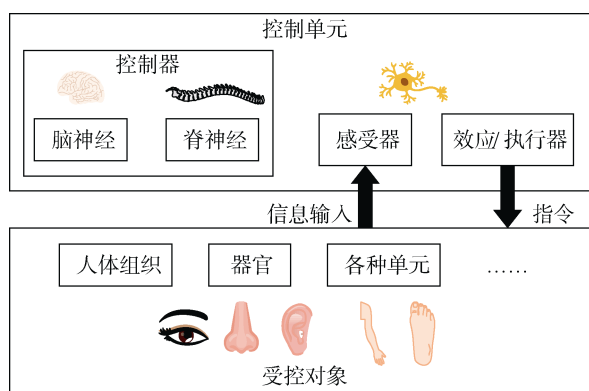 控制单元
控制器
脑神经
脊神经
感受器
效应/执行器
信息输入
指令
人体组织
器官
各种单元
……
受控对象